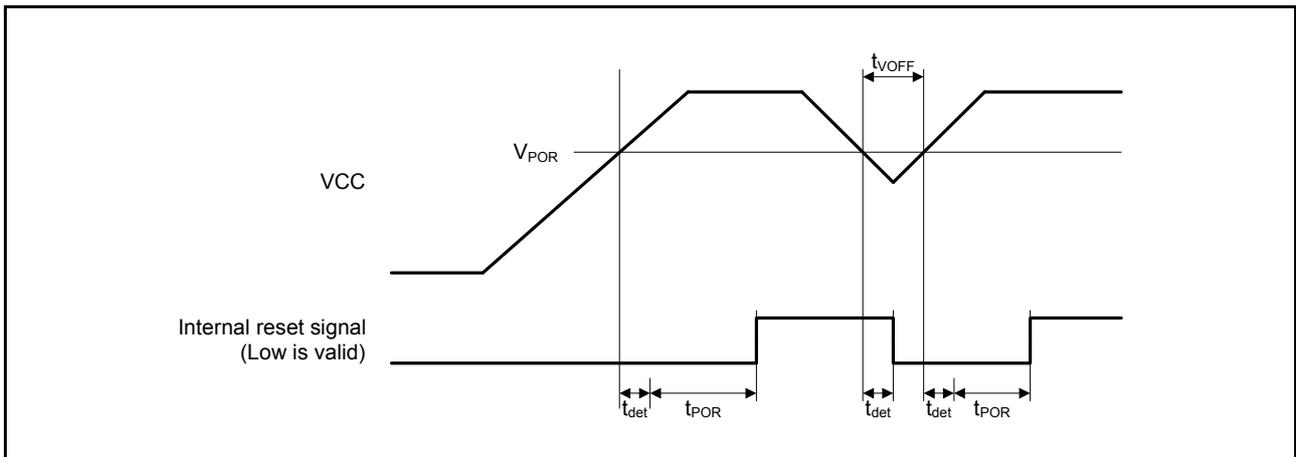 tVOFF
VPOR
VCC
Internal reset signal
(Low is valid)
tdet tPOR tdet tdet tPOR